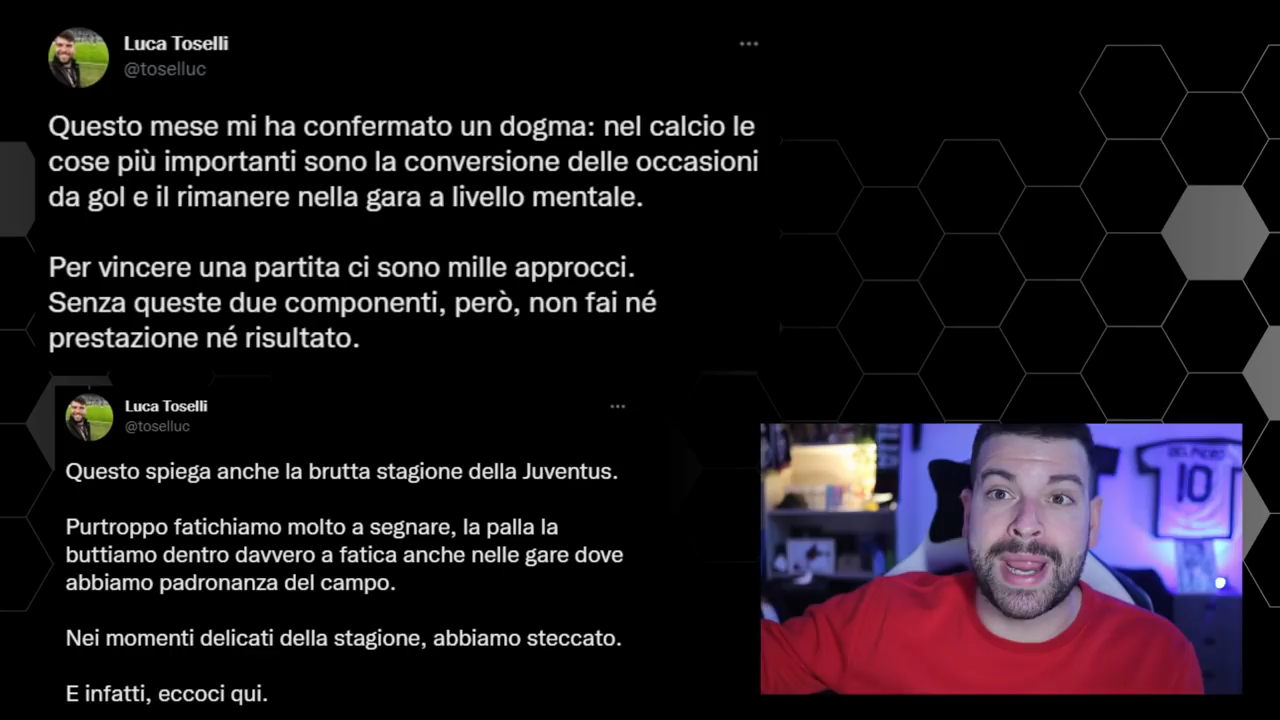 Luca Toselli
@toselluc
Questo mese mi ha confermato un dogma: nel calcio le
cose più importanti sono la conversione delle occasioni
da gol e il rimanere nella gara a livello mentale.
Per vincere una partita ci sono mille approcci.
Senza queste due componenti, però, non fai né
prestazione né risultato.
Luca Toselli
@toselluc
Questo spiega anche la brutta stagione della Juventus.
Purtroppo fatichiamo molto a segnare, la palla la
buttiamo dentro davvero a fatica anche nelle gare dove
abbiamo padronanza del campo.
Nei momenti delicati della stagione, abbiamo steccato.
E infatti, eccoci qui.
DEL PIERO
10